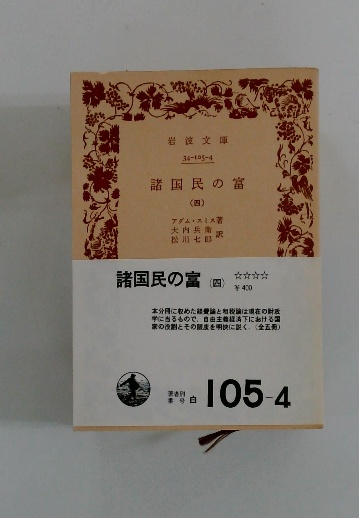 岩波文庫
34-105-4
諸国民の富
(四)
アダム・スミス著
大内兵衛
松川七郎 訳
諸国民の富 (四) ☆☆☆☆
¥400
本分冊に収めた経費論と租税論は現在の財政
学に当るもので、自由主義経済下における国
家の役割とその限度を明快に説く。(全五冊)
著者別
番号 白 105-4